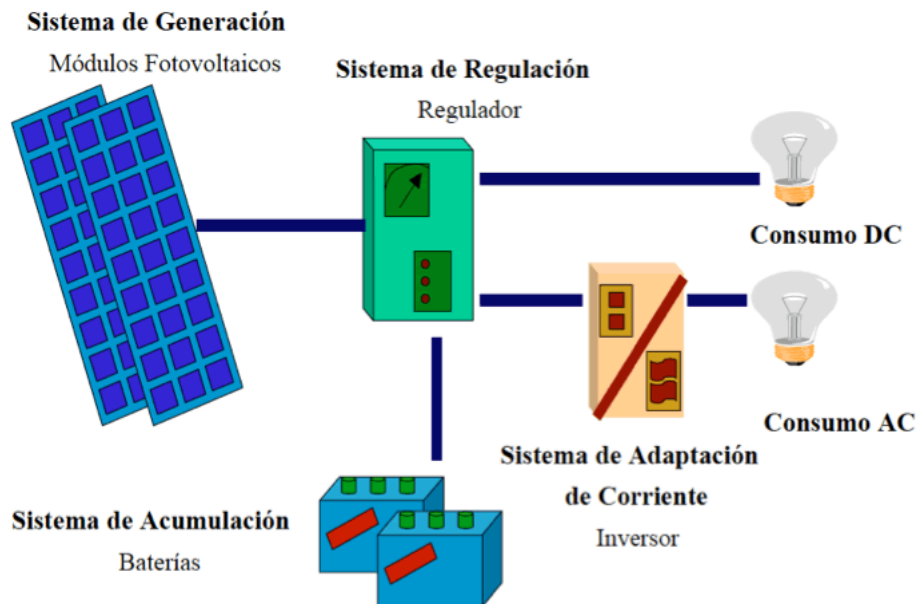 Sistema de Generación
Módulos Fotovoltaicos
Sistema de Regulación
Regulador
Consumo DC
Consumo AC
Sistema de Adaptación
de Corriente
Inversor
Sistema de Acumulación
Baterías